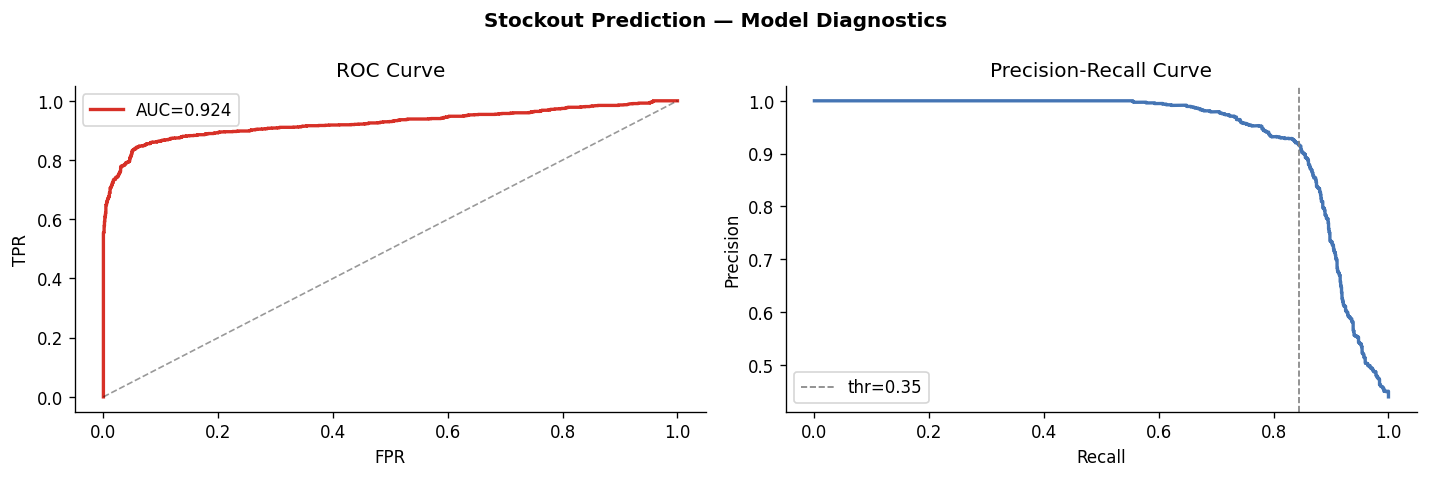 Stockout Prediction — Model Diagnostics
ROC Curve
AUC=0.924
TPR
1.0
0.8
0.6
0.4
0.2
0.0
0.0 0.2 0.4 0.6 0.8 1.0
FPR
Precision-Recall Curve
Precision
1.0
0.9
0.8
0.7
0.6
0.5
thr=0.35
0.0 0.2 0.4 0.6 0.8 1.0
Recall